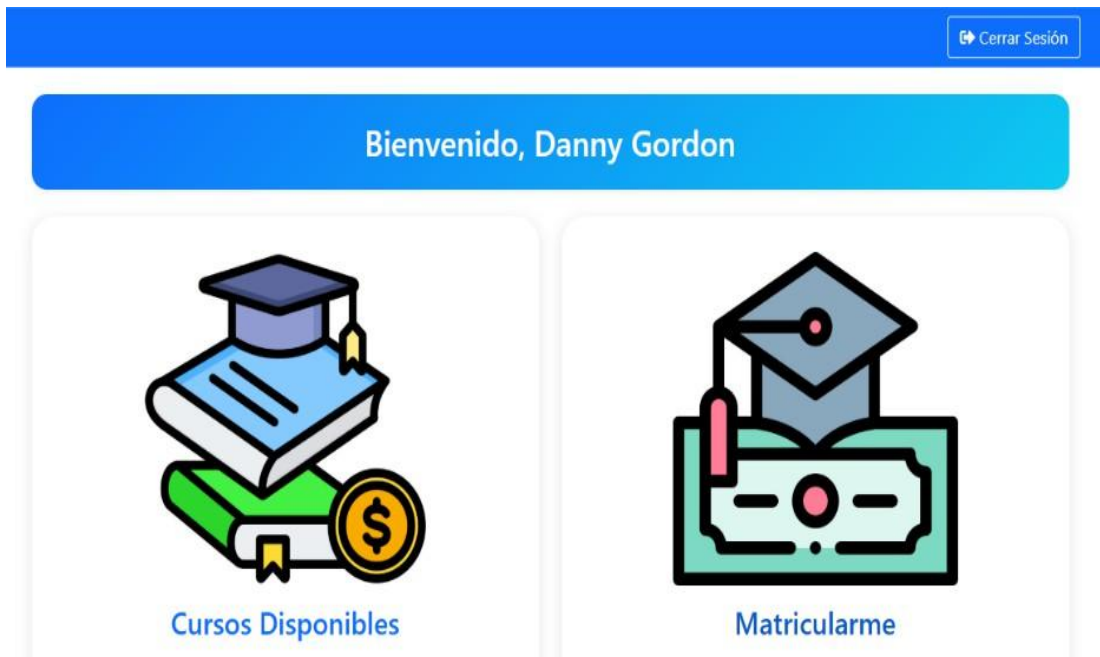 Cerrar Sesión
Bienvenido, Danny Gordon
$
Cursos Disponibles
Matricularme